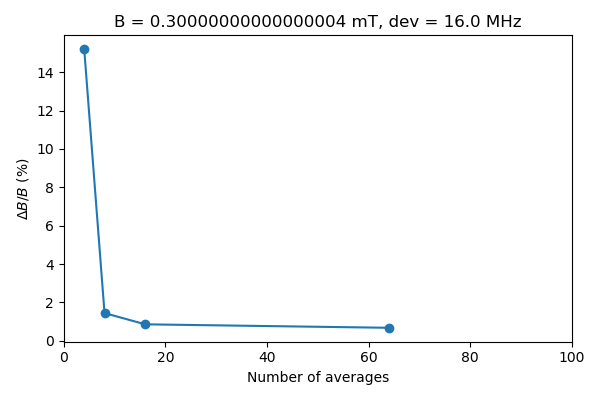 B = 0.30000000000000004 mT, dev = 16.0 MHz
14
12
10
8
6
4
2
0
ΔB/B (%)
0 20 40 60 80 100
Number of averages